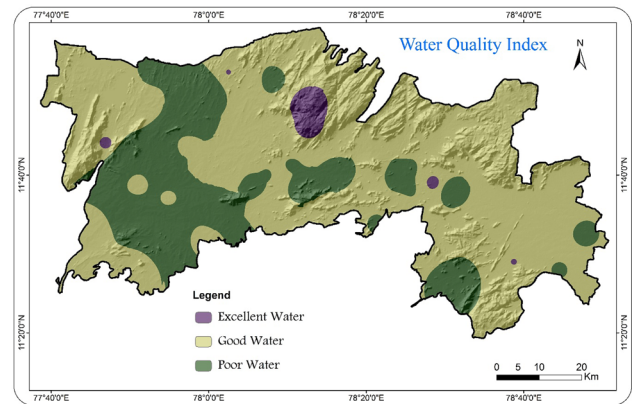 77°40'0"E 78°0'0"E 78°20'0"E 78°40'0"E
Water Quality Index
N
11°40'0"N 11°40'0"N
11°20'0"N 11°20'0"N
Legend
Excellent Water
Good Water
Poor Water
0 5 10 20
Km
77°40'0"E 78°0'0"E 78°20'0"E 78°40'0"E